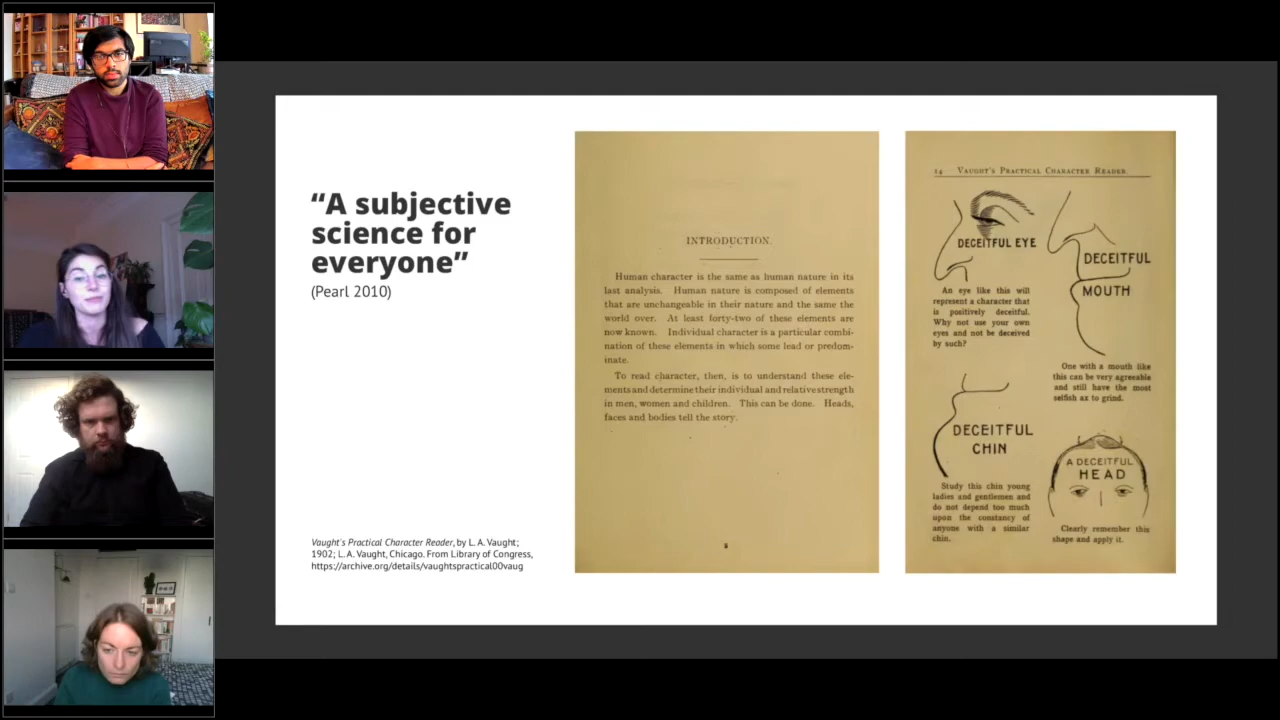 “A subjective
science for
everyone”
(Pearl 2010)
Vaught's Practical Character Reader, by L. A. Vaught;
1902; L. A. Vaught, Chicago. From Library of Congress,
https://archive.org/details/vaughtspractical00vaug
INTRODUCTION.
Human character is the same as human nature in its
last analysis. Human nature is composed of elements
that are unchangeable in their nature and the same the
world over. At least forty-two of these elements are
now known. Individual character is a particular combi-
nation of these elements in which some lead or predom-
inate.
To read character, then, is to understand these ele-
ments and determine their individual and relative strength
in men, women and children. This can be done. Heads,
faces and bodies tell the story.
5
14 VAUGHT'S PRACTICAL CHARACTER READER.
DECEITFUL EYE
An eye like this will
represent a character that
is positively deceitful.
Why not use your own
eyes and not be deceived
by such?
DECEITFUL
MOUTH
One with a mouth like
this can be very agreeable
and still have the most
selfish ax to grind.
DECEITFUL
CHIN
Study this chin young
ladies and gentlemen and
do not depend too much
upon the constancy of
anyone with a similar
chin.
A DECEITFUL
HEAD
Clearly remember this
shape and apply it.